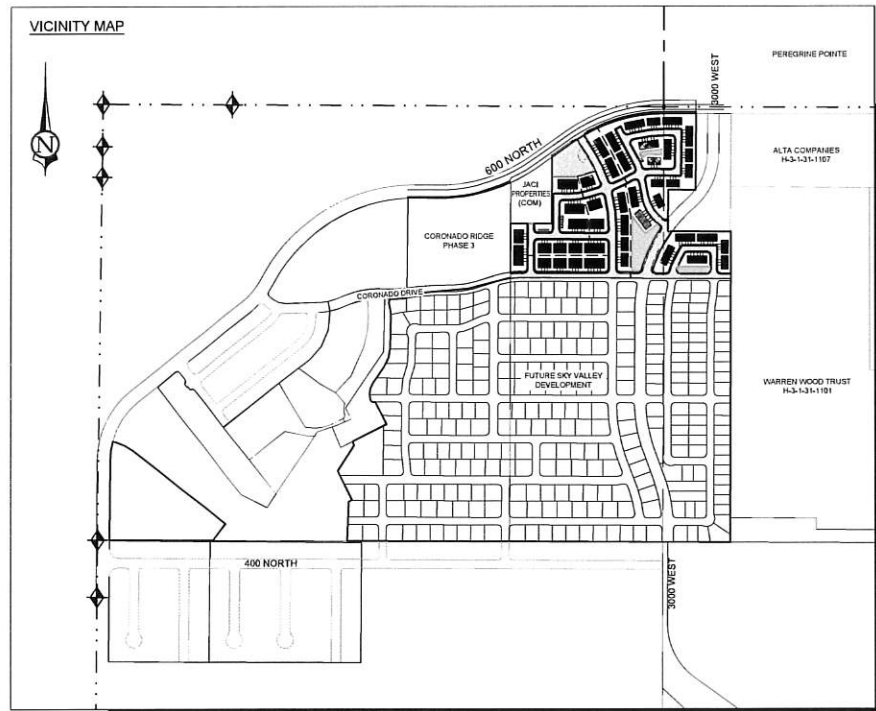 VICINITY MAP
PEREGRINE POINTE
3000 WEST
N
600 NORTH
ALTA COMPANIES
H-3-1-31-1107
JACI
PROPERTIES
(COM)
CORONADO RIDGE
PHASE 3
CORONADO DRIVE
FUTURE SKY VALLEY
DEVELOPMENT
WARREN WOOD TRUST
H-3-1-31-1101
400 NORTH
3000 WEST